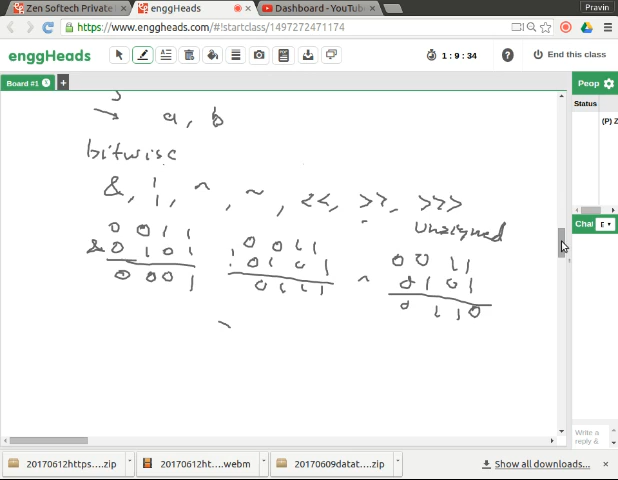 Pravin
Zen Softech Private
enggHeads
Dashboard - YouTube
https://www.enggheads.com/#!startclass/1497272471174
enggHeads
1 : 9 : 34
End this class
Board #1
Peop
Status
(P) Z
a, b
bitwise
&, |, ^, ~, <<, >>, >>>
unsigned
0 0 1 1
& 0 1 0 1
0 0 0 1
0 0 1 1
| 0 1 0 1
0 1 1 1
0 0 1 1
^ 0 1 0 1
0 1 1 0
~
Chat
E
Write a
reply &
20170612https....zip
20170612ht....webm
20170609datat....zip
Show all downloads...